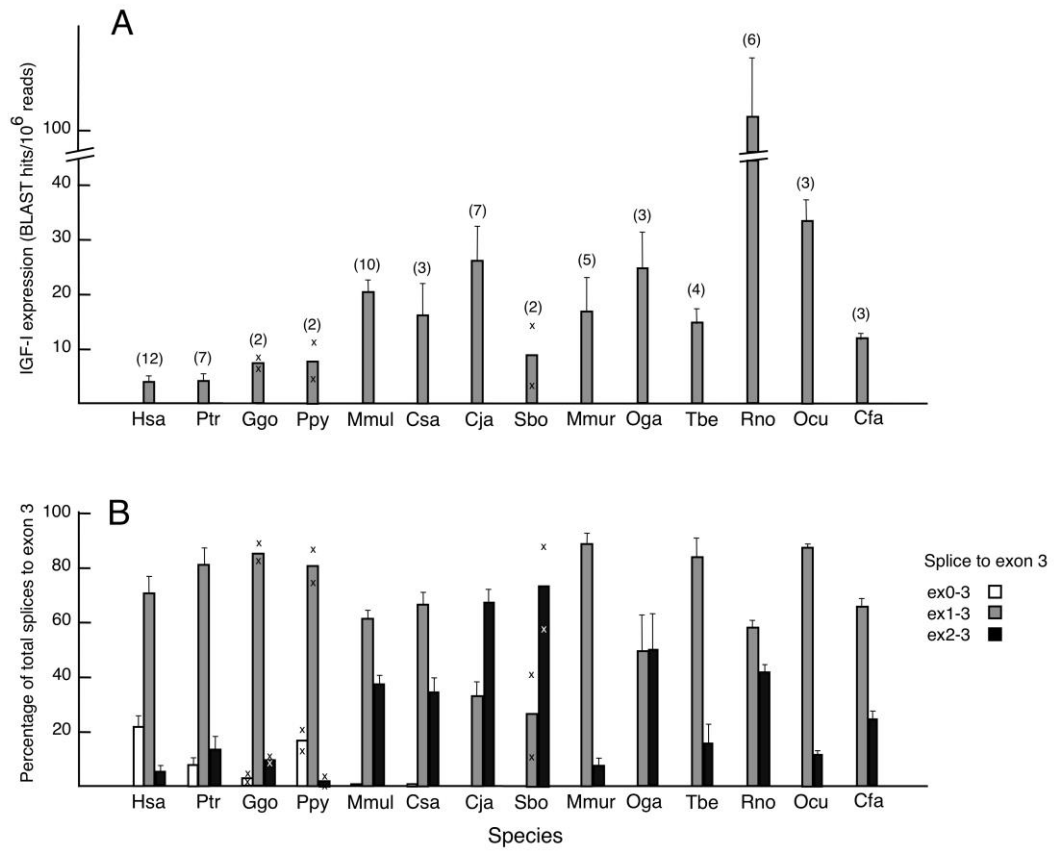 A
IGF-I expression (BLAST hits/10⁶ reads)
100
40
30
20
10
(12) (7) (2) (2) (10) (3) (7) (2) (5) (3) (4) (6) (3) (3)
x x x x x x
Hsa Ptr Ggo Ppy Mmul Csa Cja Sbo Mmur Oga Tbe Rno Ocu Cfa
B
Percentage of total splices to exon 3
100
80
60
40
20
Splice to exon 3
ex0-3
ex1-3
ex2-3
Hsa Ptr Ggo Ppy Mmul Csa Cja Sbo Mmur Oga Tbe Rno Ocu Cfa
Species